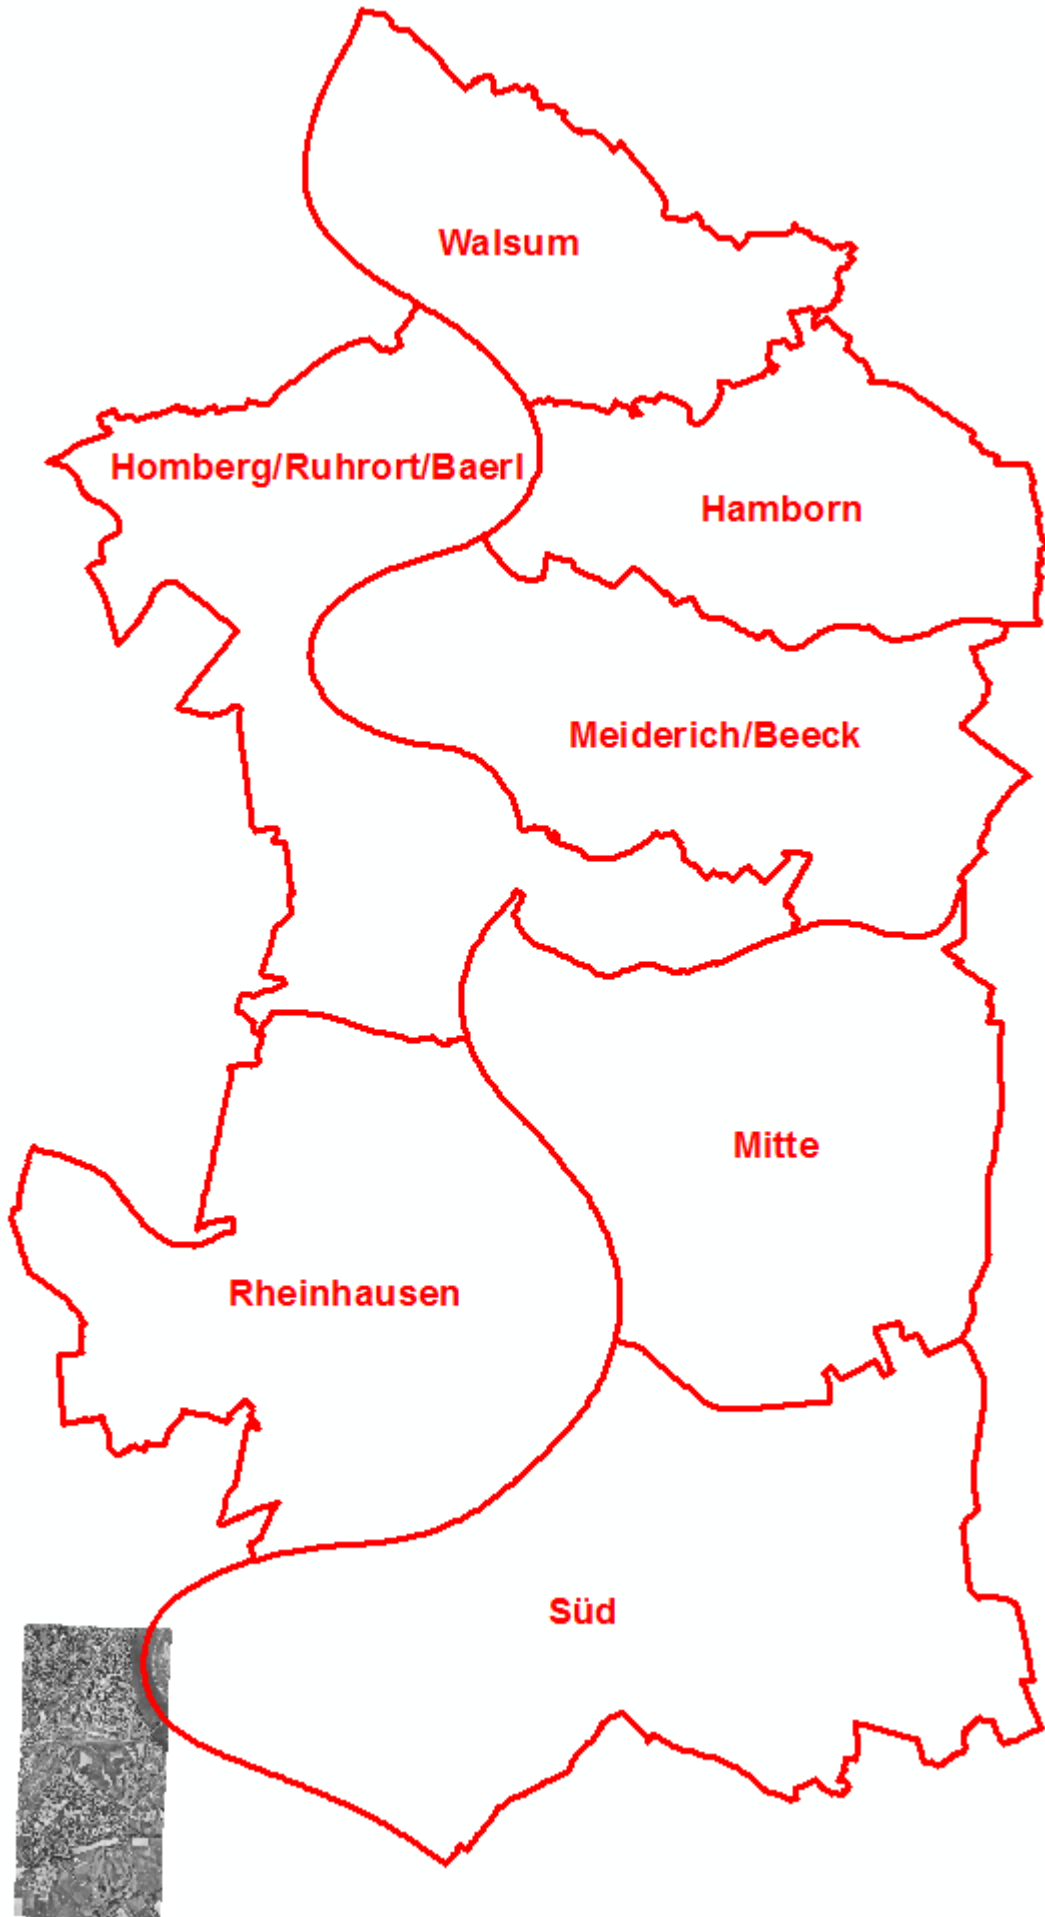 Walsum
Homberg/Ruhrort/Baerl
Hamborn
Meiderich/Beeck
Mitte
Rheinhausen
Süd